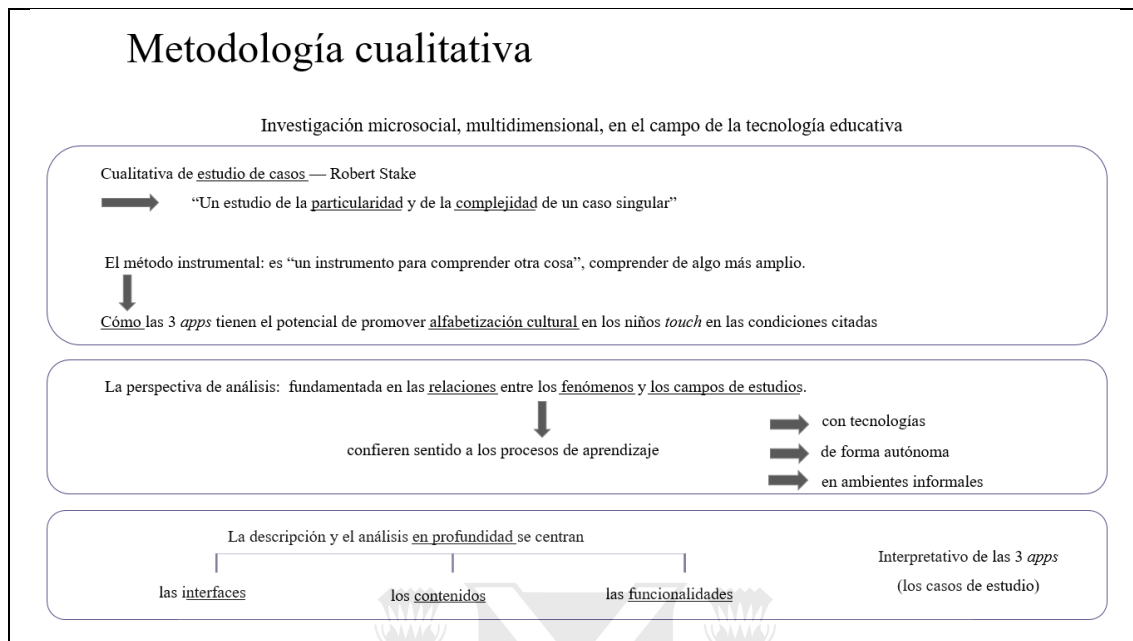 Metodología cualitativa
Investigación microsocial, multidimensional, en el campo de la tecnología educativa
Cualitativa de estudio de casos — Robert Stake
“Un estudio de la particularidad y de la complejidad de un caso singular”
El método instrumental: es “un instrumento para comprender otra cosa”, comprender de algo más amplio.
Cómo las 3 apps tienen el potencial de promover alfabetización cultural en los niños touch en las condiciones citadas
La perspectiva de análisis: fundamentada en las relaciones entre los fenómenos y los campos de estudios.
confieren sentido a los procesos de aprendizaje
con tecnologías
de forma autónoma
en ambientes informales
La descripción y el análisis en profundidad se centran
las interfaces
los contenidos
las funcionalidades
Interpretativo de las 3 apps
(los casos de estudio)